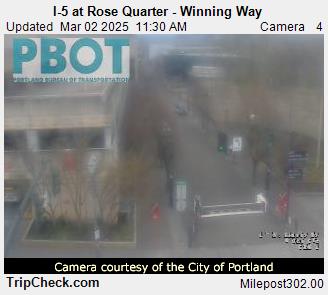 I-5 at Rose Quarter - Winning Way
Updated Mar 02 2025 11:30 AM Camera 4
PBOT
PORTLAND BUREAU OF TRANSPORTATION
Camera courtesy of the City of Portland
TripCheck.com Milepost302.00